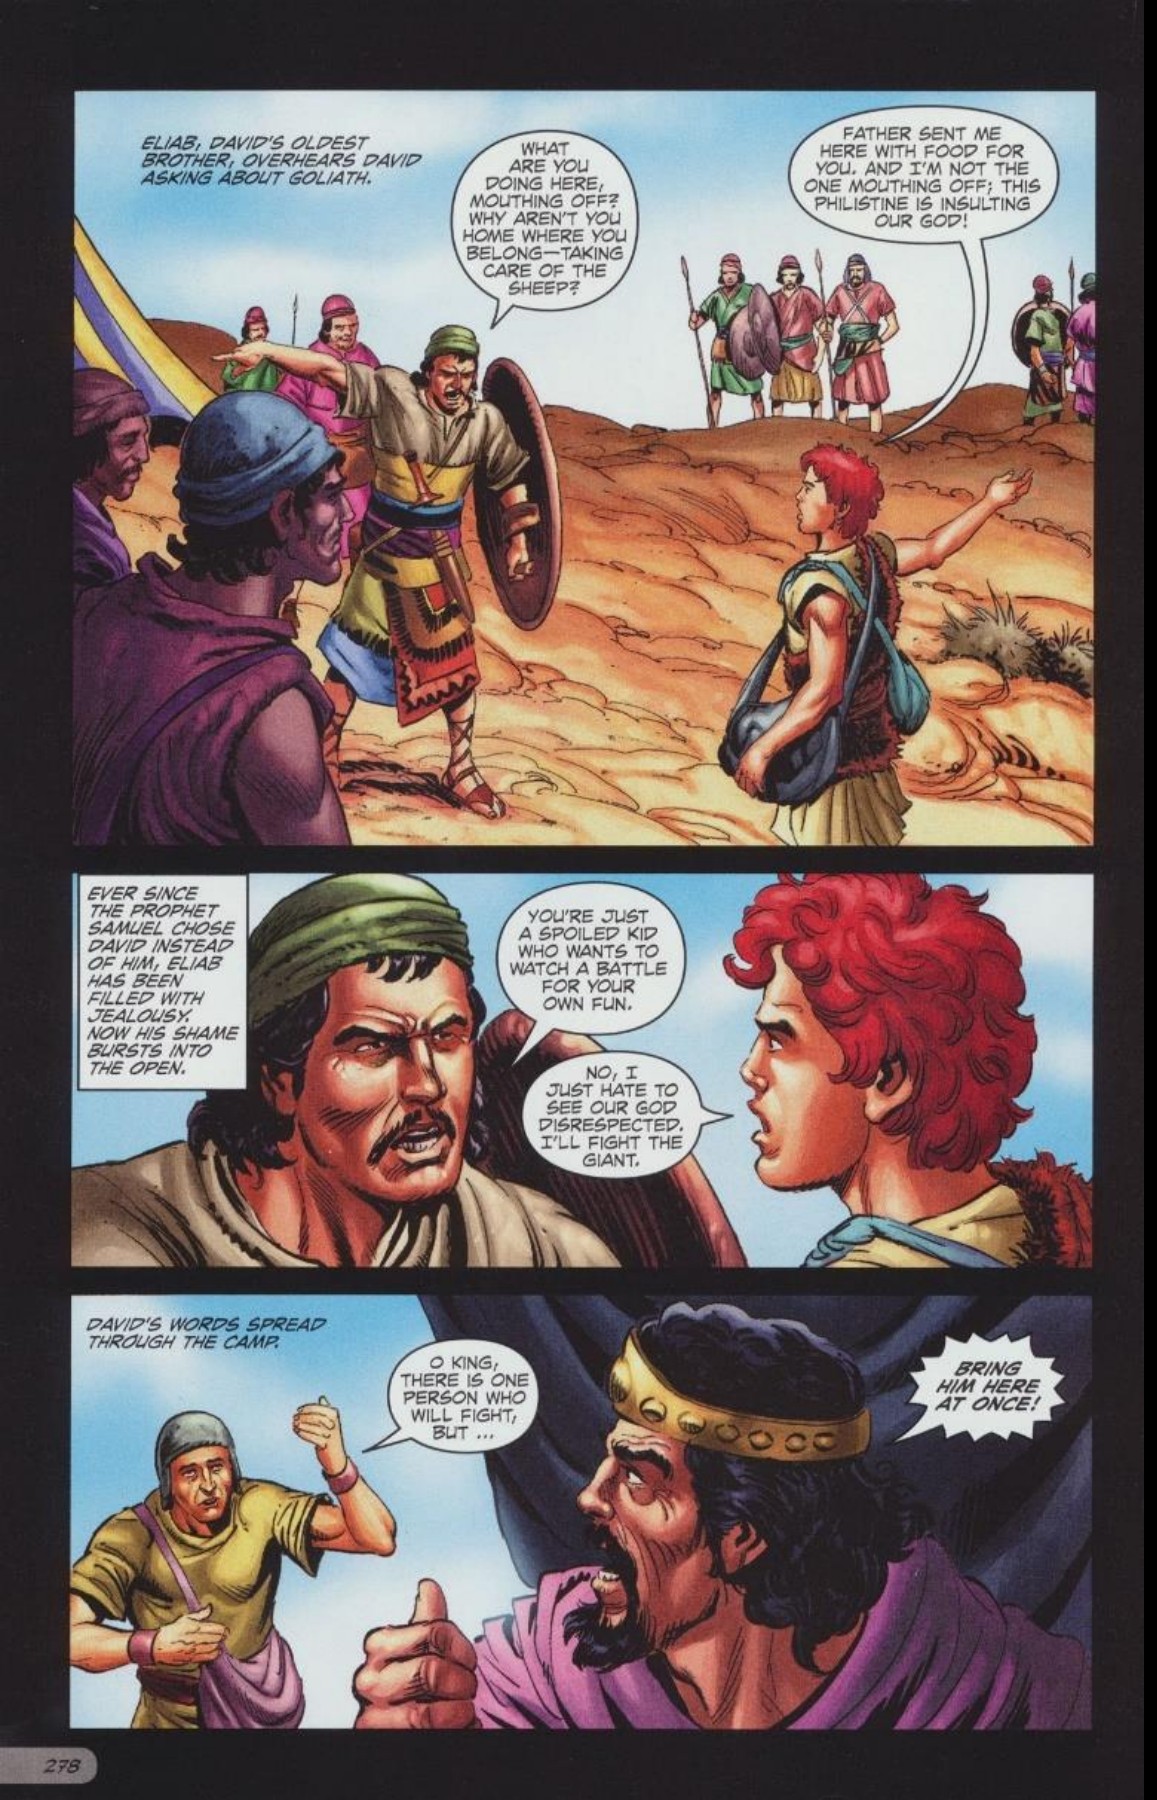 ELIAB, DAVID'S OLDEST
BROTHER, OVERHEARS DAVID
ASKING ABOUT GOLIATH.
WHAT
ARE YOU
DOING HERE,
MOUTHING OFF?
WHY AREN'T YOU
HOME WHERE YOU
BELONG—TAKING
CARE OF THE
SHEEP?
FATHER SENT ME
HERE WITH FOOD FOR
YOU. AND I'M NOT THE
ONE MOUTHING OFF; THIS
PHILISTINE IS INSULTING
OUR GOD!
EVER SINCE
THE PROPHET
SAMUEL CHOSE
DAVID INSTEAD
OF HIM, ELIAB
HAS BEEN
FILLED WITH
JEALOUSY.
NOW HIS SHAME
BURSTS INTO
THE OPEN.
YOU'RE JUST
A SPOILED KID
WHO WANTS TO
WATCH A BATTLE
FOR YOUR
OWN FUN.
NO, I
JUST HATE TO
SEE OUR GOD
DISRESPECTED.
I'LL FIGHT THE
GIANT.
DAVID'S WORDS SPREAD
THROUGH THE CAMP.
O KING,
THERE IS ONE
PERSON WHO
WILL FIGHT,
BUT ...
BRING
HIM HERE
AT ONCE!
278